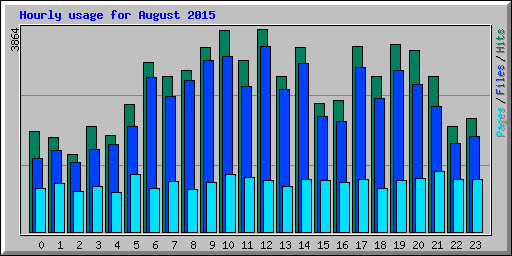 Hourly usage for August 2015
3864
Pages/Files/Hits
0 1 2 3 4 5 6 7 8 9 10 11 12 13 14 15 16 17 18 19 20 21 22 23